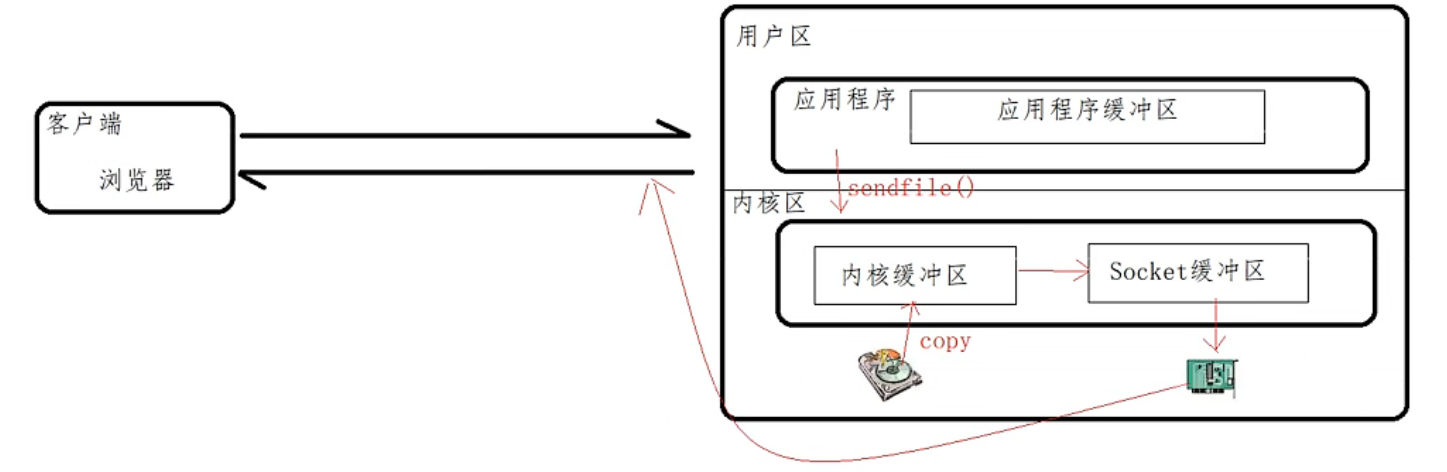 客户端
浏览器
用户区
应用程序
应用程序缓冲区
sendfile()
内核区
内核缓冲区
Socket缓冲区
copy